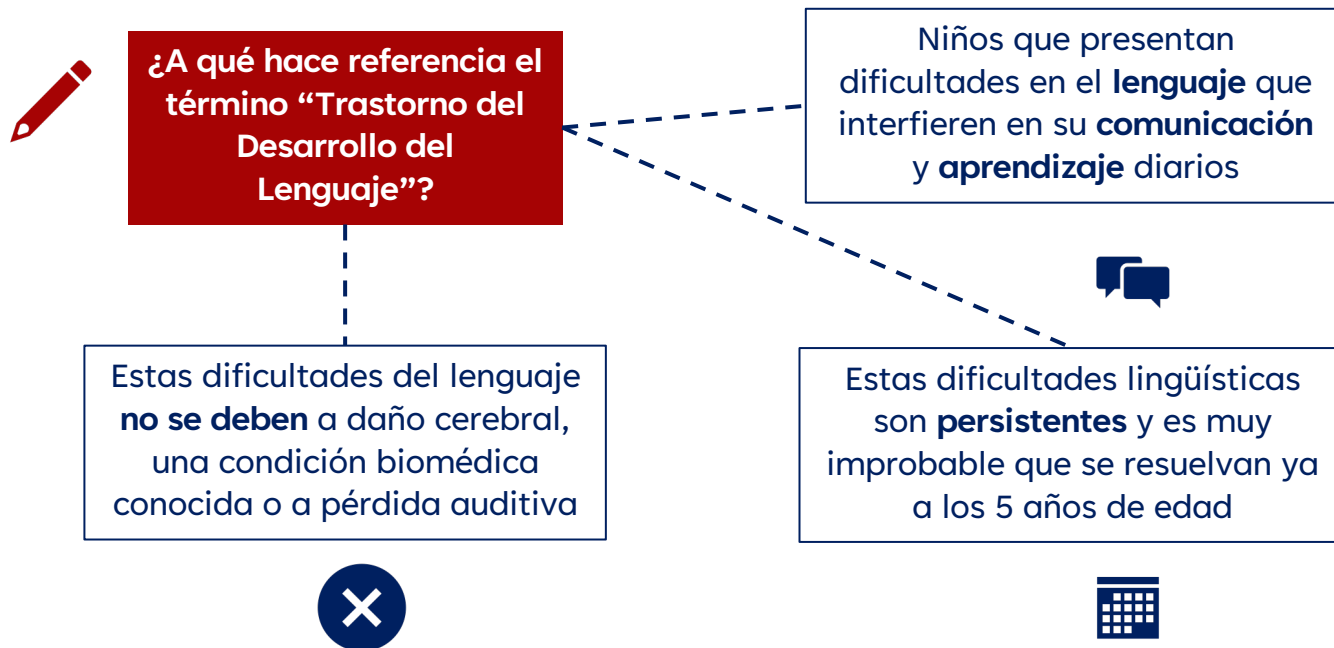 ¿A qué hace referencia el
término “Trastorno del
Desarrollo del
Lenguaje”?
Niños que presentan
dificultades en el lenguaje que
interfieren en su comunicación
y aprendizaje diarios
Estas dificultades del lenguaje
no se deben a daño cerebral,
una condición biomédica
conocida o a pérdida auditiva
Estas dificultades lingüísticas
son persistentes y es muy
improbable que se resuelvan ya
a los 5 años de edad